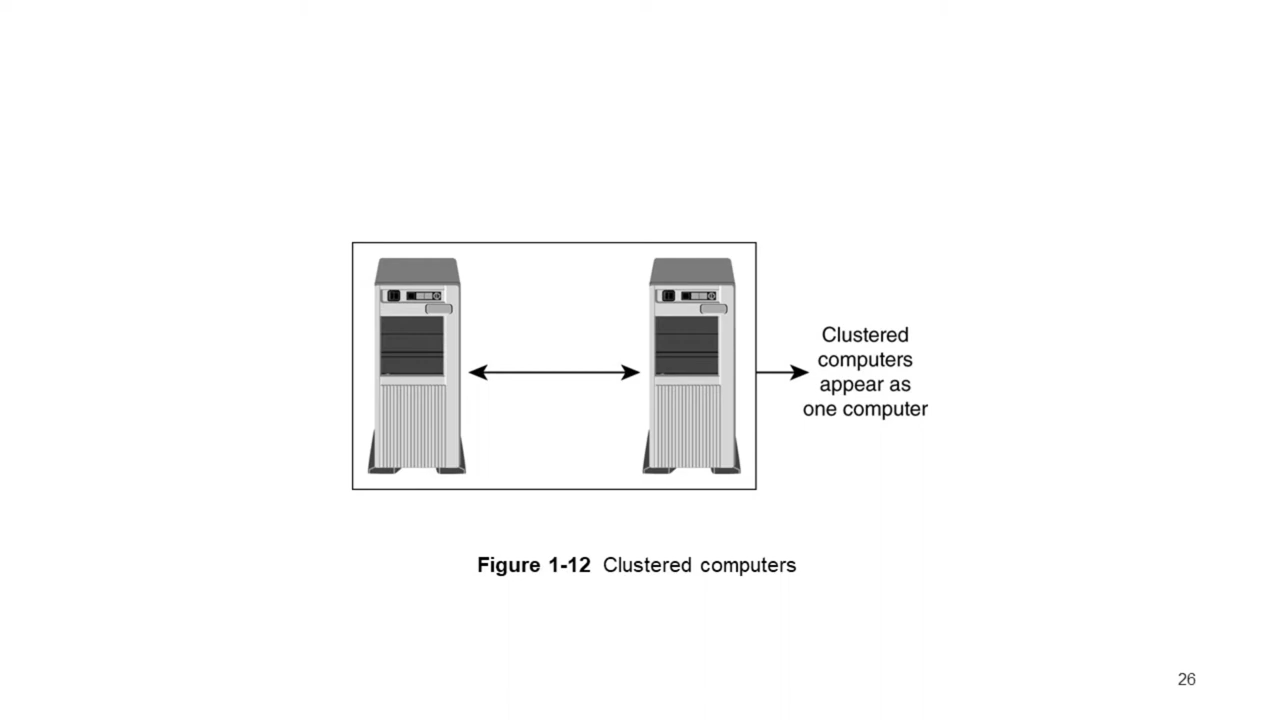 Clustered
computers
appear as
one computer
Figure 1-12 Clustered computers
26